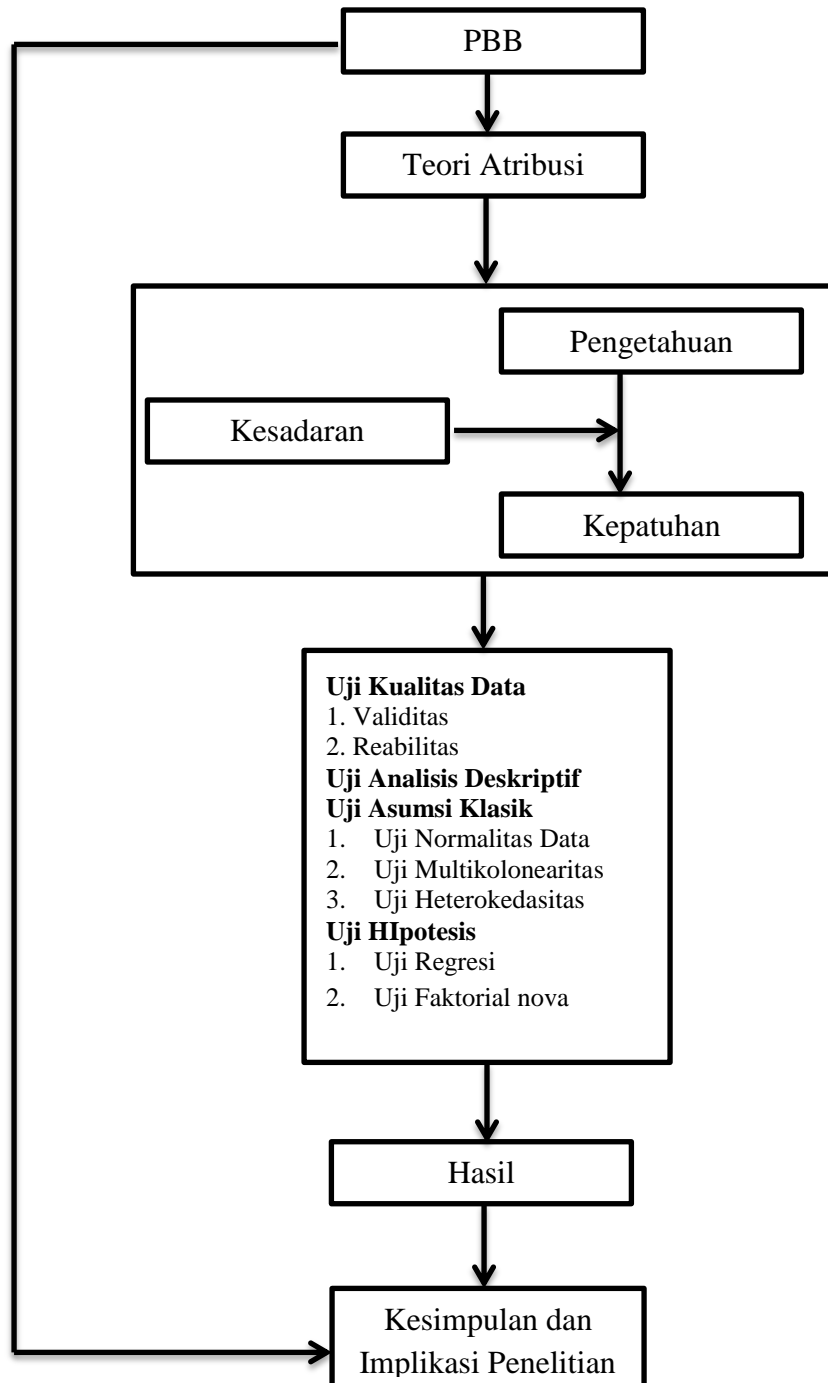 PBB
Teori Atribusi
Pengetahuan
Kesadaran
Kepatuhan
Uji Kualitas Data
1. Validitas
2. Reabilitas
Uji Analisis Deskriptif
Uji Asumsi Klasik
1. Uji Normalitas Data
2. Uji Multikolonearitas
3. Uji Heterokedasitas
Uji HIpotesis
1. Uji Regresi
2. Uji Faktorial nova
Hasil
Kesimpulan dan
Implikasi Penelitian